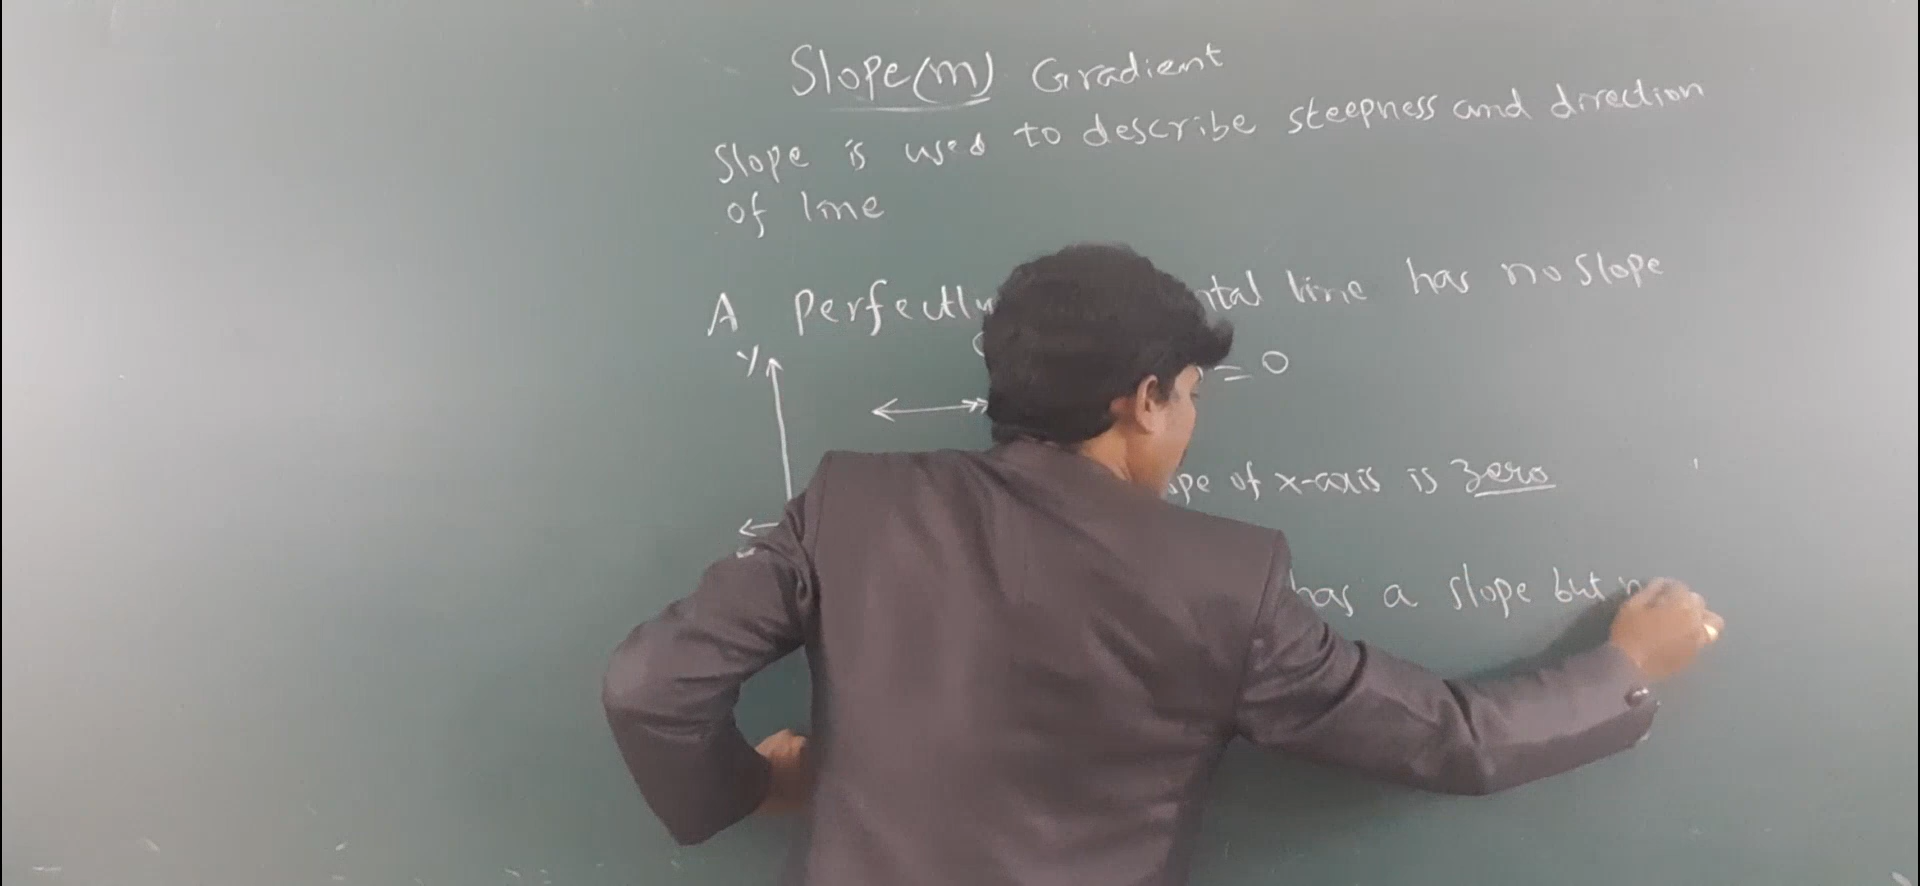 Slope(m) Gradient
Slope is used to describe steepness and direction
of line
A Perfectly line has no slope
y
= 0
of x-axis is zero
has a slope but